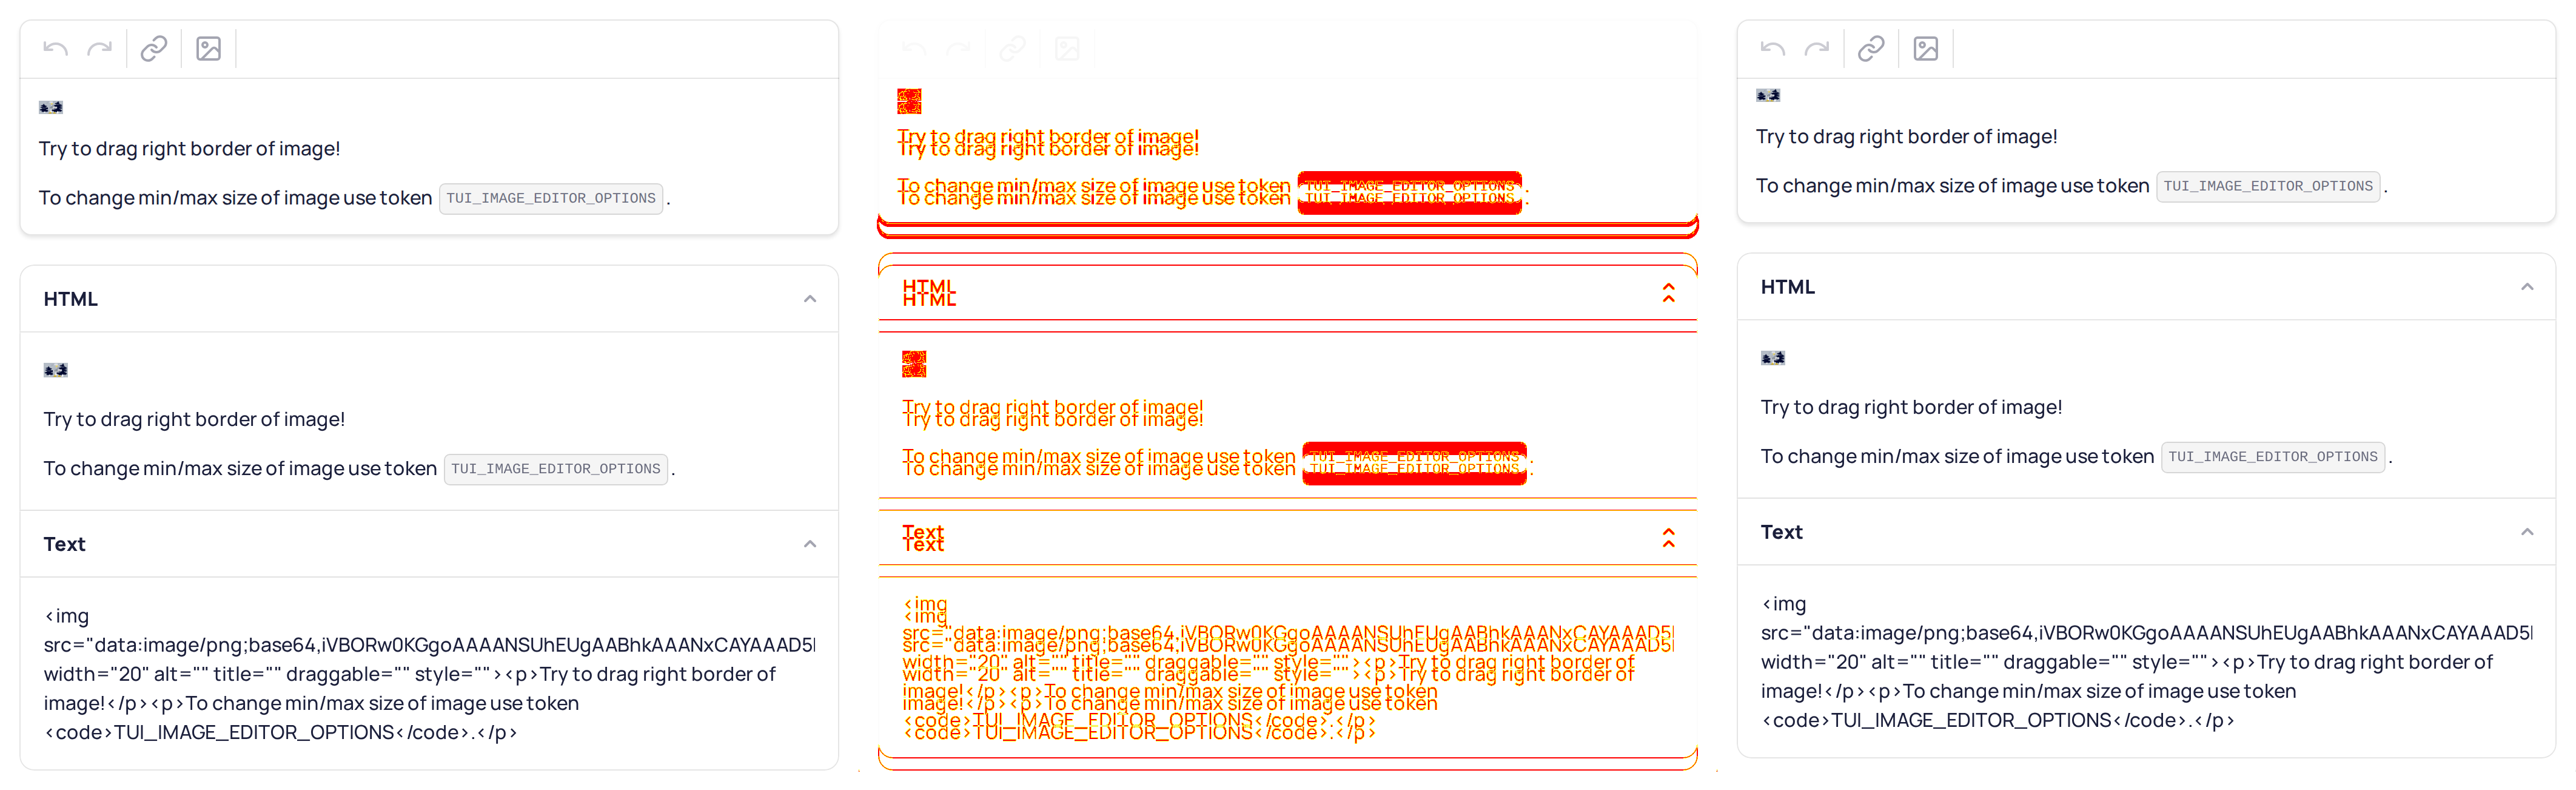 Try to drag right border of image!
To change min/max size of image use token TUI_IMAGE_EDITOR_OPTIONS.
HTML
Try to drag right border of image!
To change min/max size of image use token TUI_IMAGE_EDITOR_OPTIONS.
Text
<img
src="data:image/png;base64,iVBORw0KGgoAAAANSUhEUgAABhkAAANxCAYAAAD5l
width="20" alt="" title="" draggable="" style=""><p>Try to drag right border of
image!</p><p>To change min/max size of image use token
<code>TUI_IMAGE_EDITOR_OPTIONS</code>.</p>
Try to drag right border of image!
Try to drag right border of image!
To change min/max size of image use token TUI_IMAGE_EDITOR_OPTIONS.
To change min/max size of image use token TUI_IMAGE_EDITOR_OPTIONS.
HTML
HTML
Try to drag right border of image!
Try to drag right border of image!
To change min/max size of image use token TUI_IMAGE_EDITOR_OPTIONS.
To change min/max size of image use token TUI_IMAGE_EDITOR_OPTIONS.
Text
Text
<img
<img
src="data:image/png;base64,iVBORw0KGgoAAAANSUhEUgAABhkAAANxCAYAAAD5l
src="data:image/png;base64,iVBORw0KGgoAAAANSUhEUgAABhkAAANxCAYAAAD5l
width="20" alt="" title="" draggable="" style=""><p>Try to drag right border of
width="20" alt="" title="" draggable="" style=""><p>Try to drag right border of
image!</p><p>To change min/max size of image use token
image!</p><p>To change min/max size of image use token
<code>TUI_IMAGE_EDITOR_OPTIONS</code>.</p>
<code>TUI_IMAGE_EDITOR_OPTIONS</code>.</p>
Try to drag right border of image!
To change min/max size of image use token TUI_IMAGE_EDITOR_OPTIONS.
HTML
Try to drag right border of image!
To change min/max size of image use token TUI_IMAGE_EDITOR_OPTIONS.
Text
<img
src="data:image/png;base64,iVBORw0KGgoAAAANSUhEUgAABhkAAANxCAYAAAD5l
width="20" alt="" title="" draggable="" style=""><p>Try to drag right border of
image!</p><p>To change min/max size of image use token
<code>TUI_IMAGE_EDITOR_OPTIONS</code>.</p>